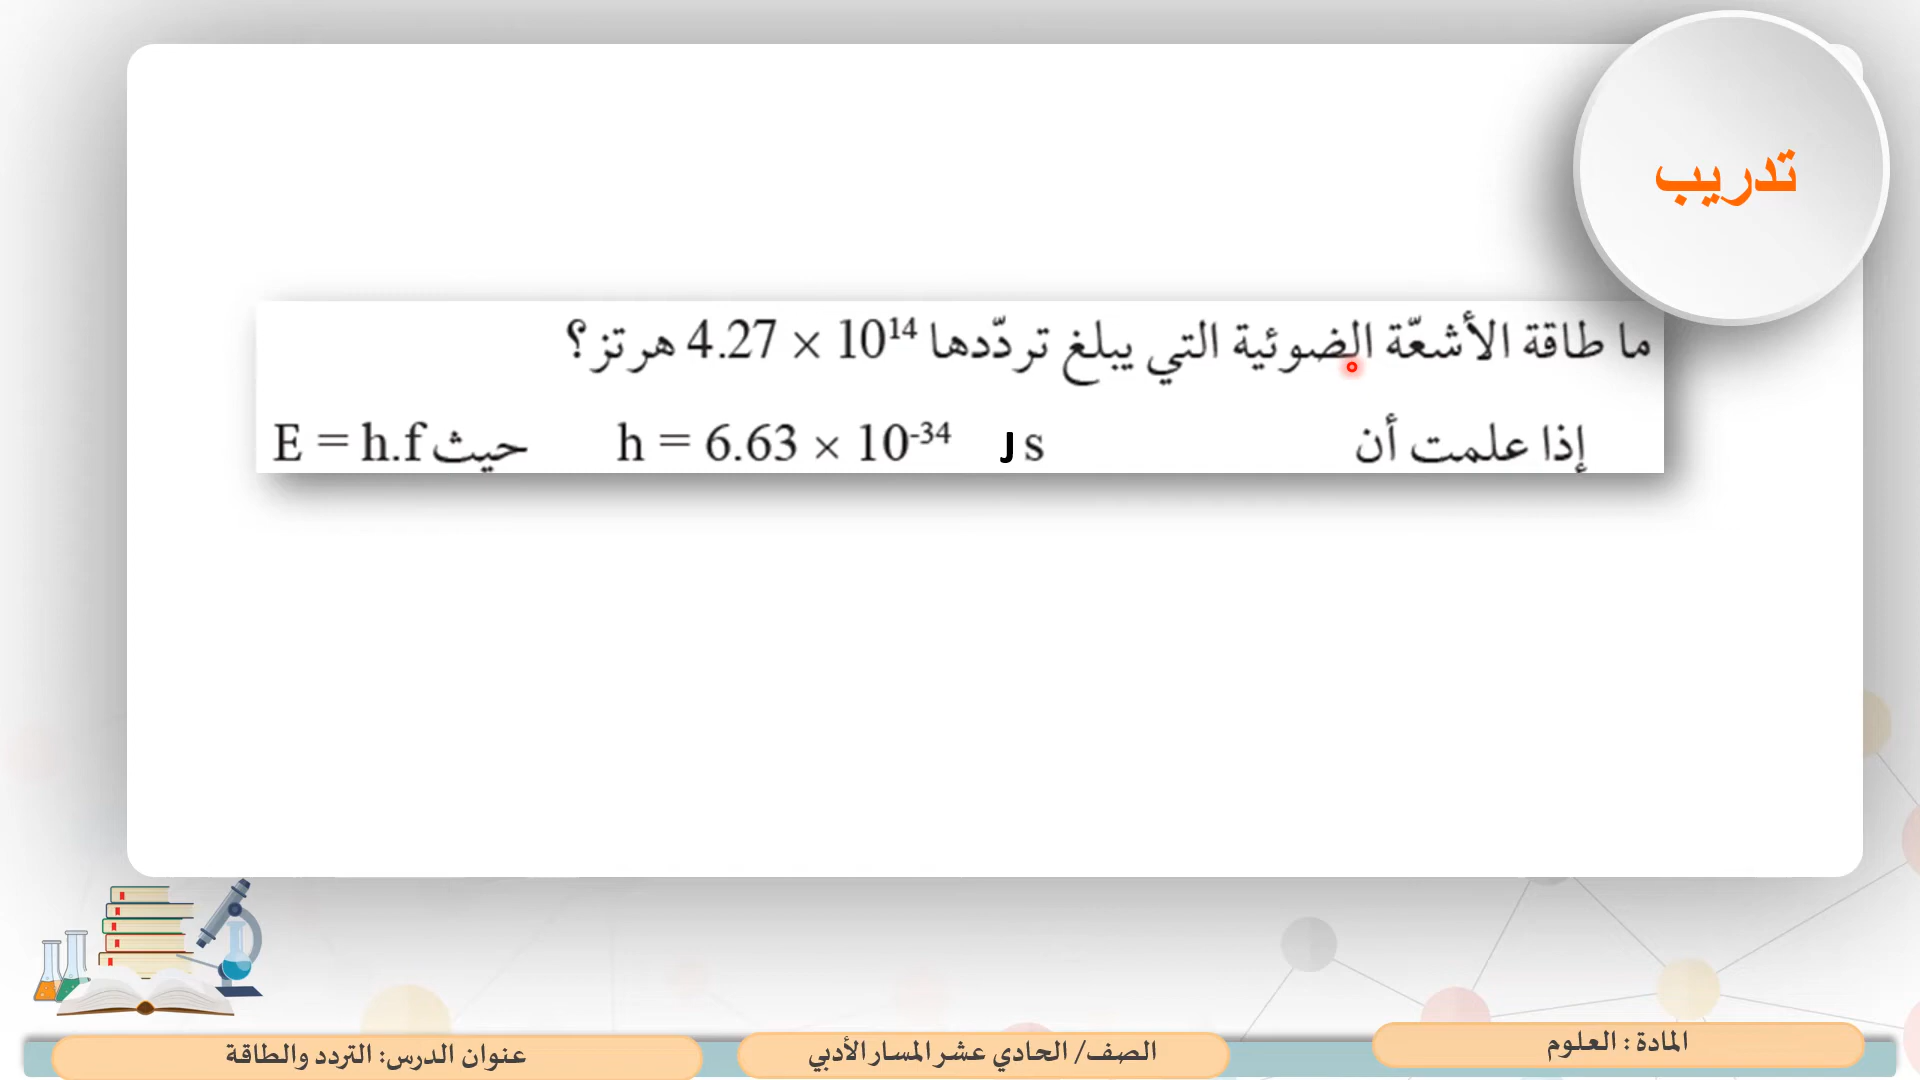 تدريب
ما طاقة الأشعّة الضوئية التي يبلغ تردّدها 4.27 × 10¹⁴ هرتز؟
إذا علمت أن h = 6.63 × 10⁻³⁴ J s حيث E = h.f
المادة : العلوم
الصف/ الحادي عشر المسار الأدبي
عنوان الدرس: التردد والطاقة